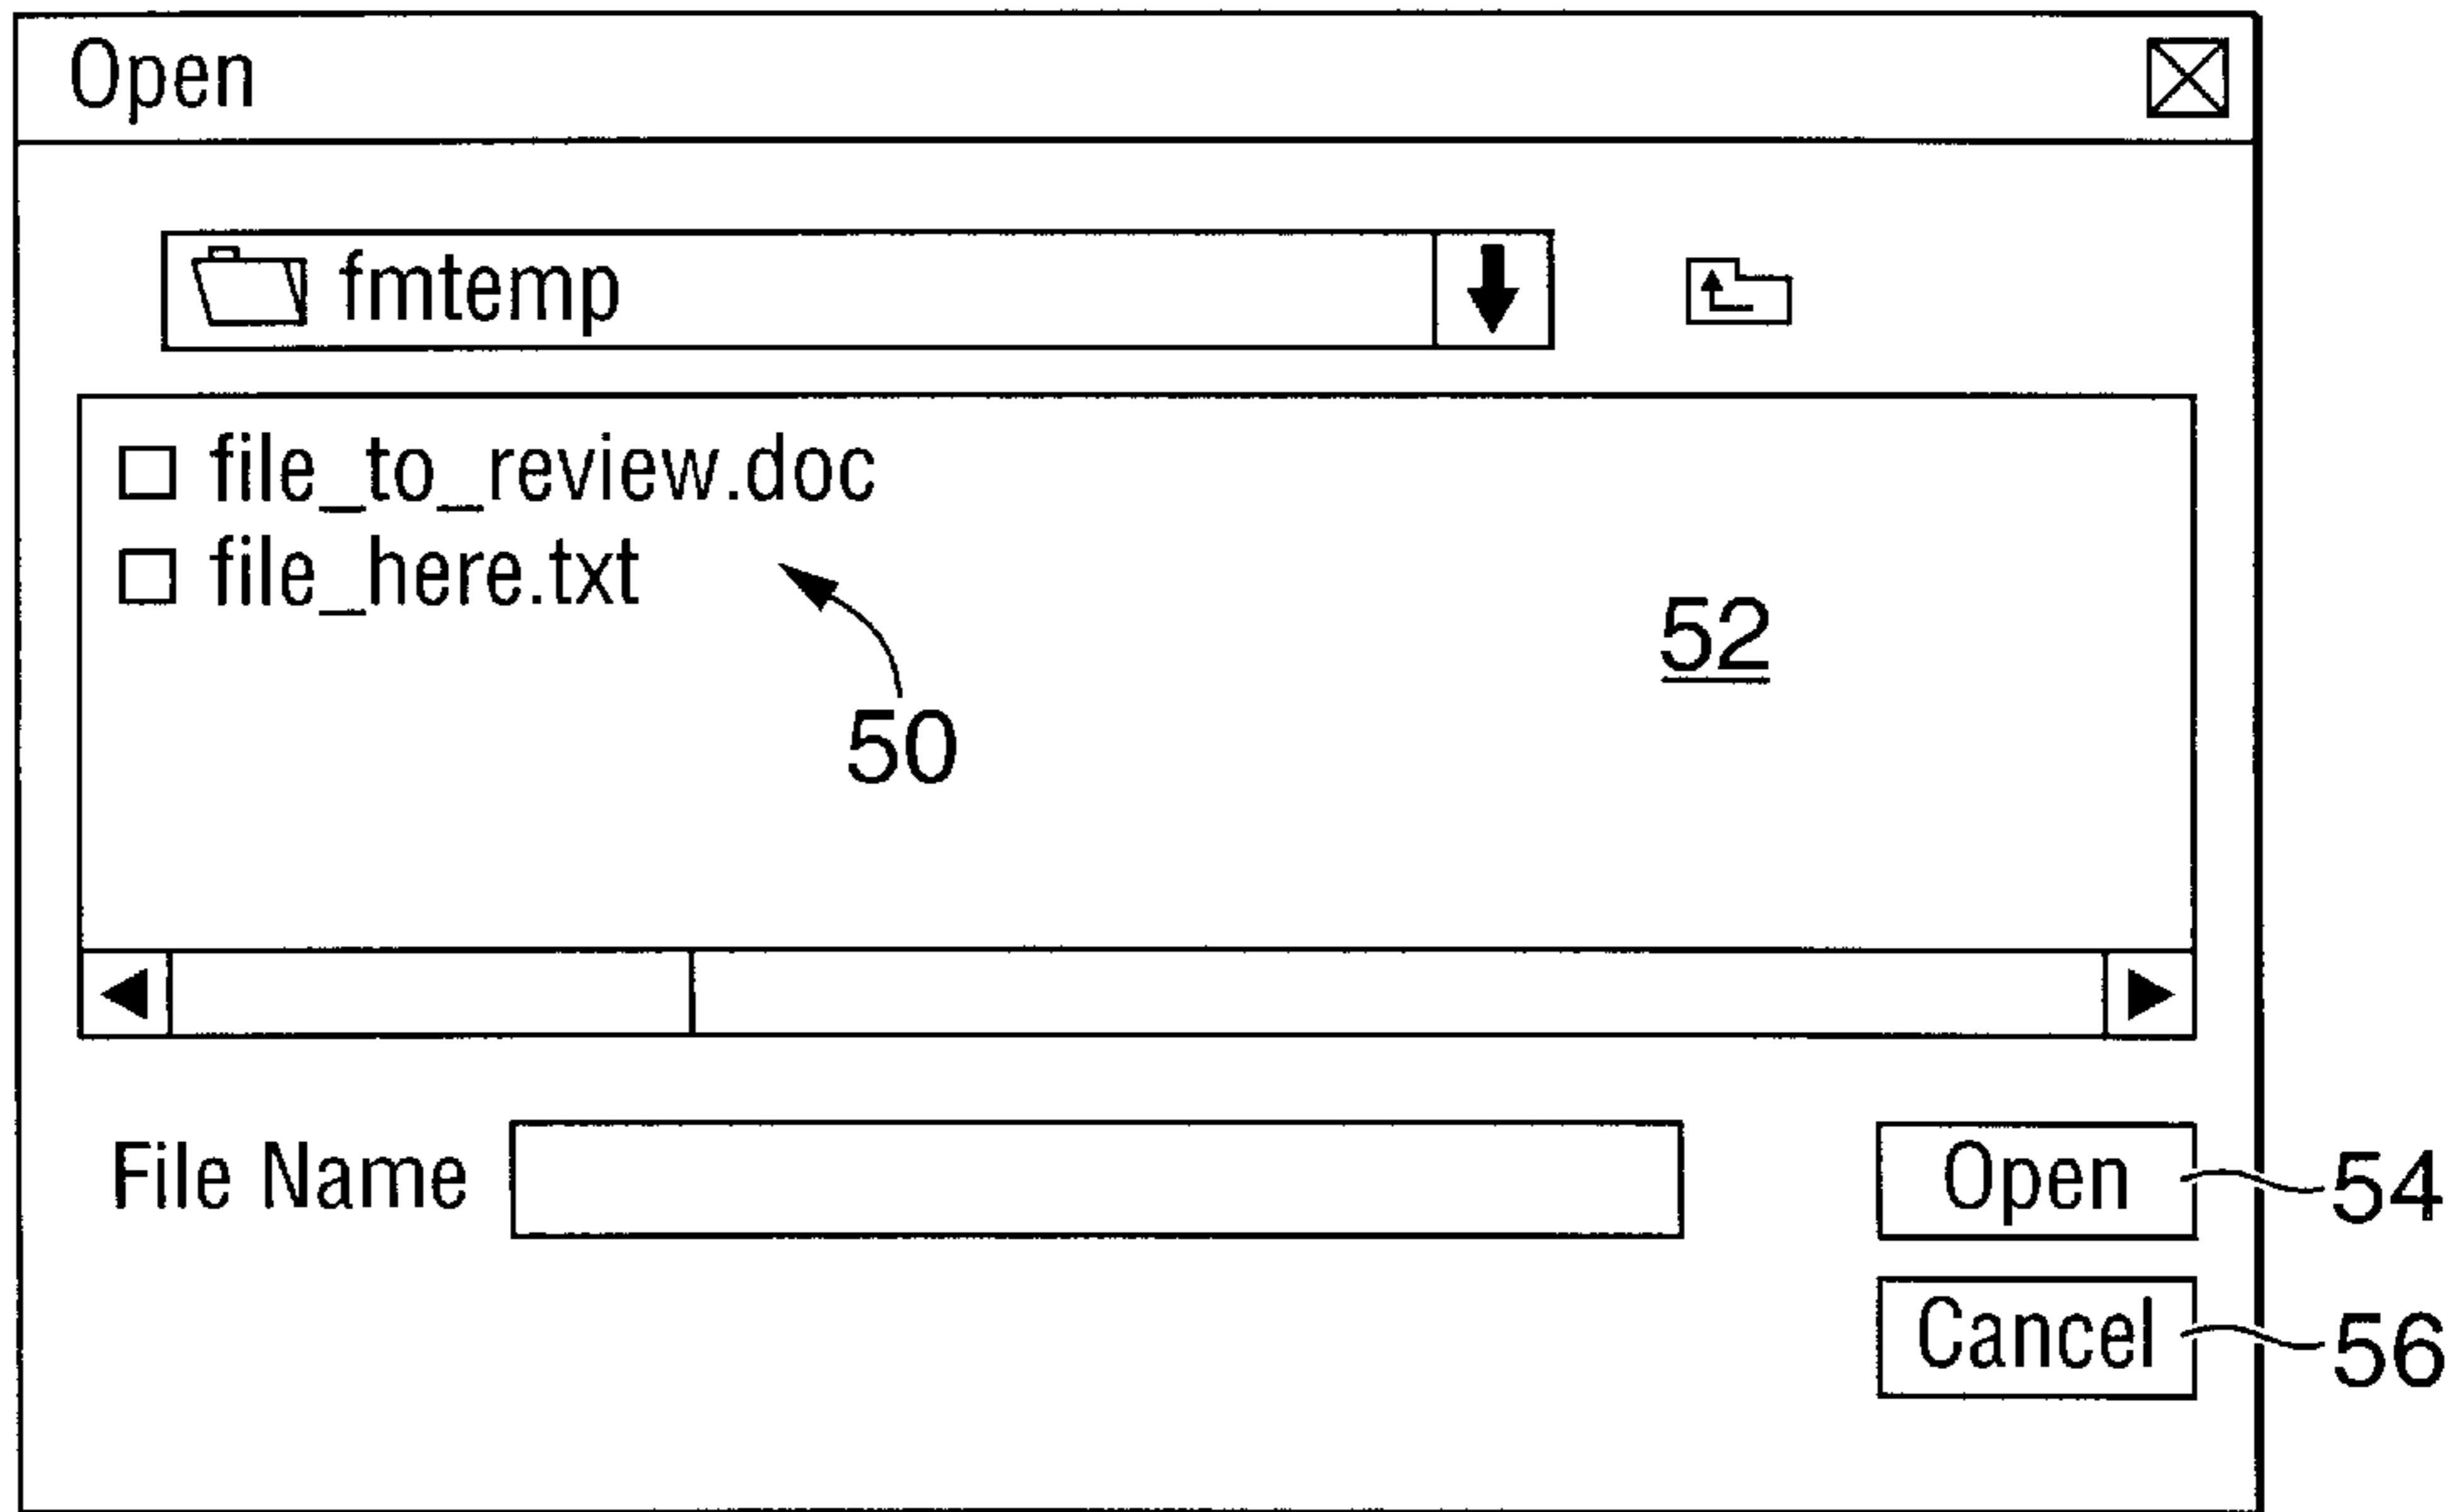 Open
fmtemp
file_to_review.doc
file_here.txt
52
50
File Name
Open
54
Cancel
56